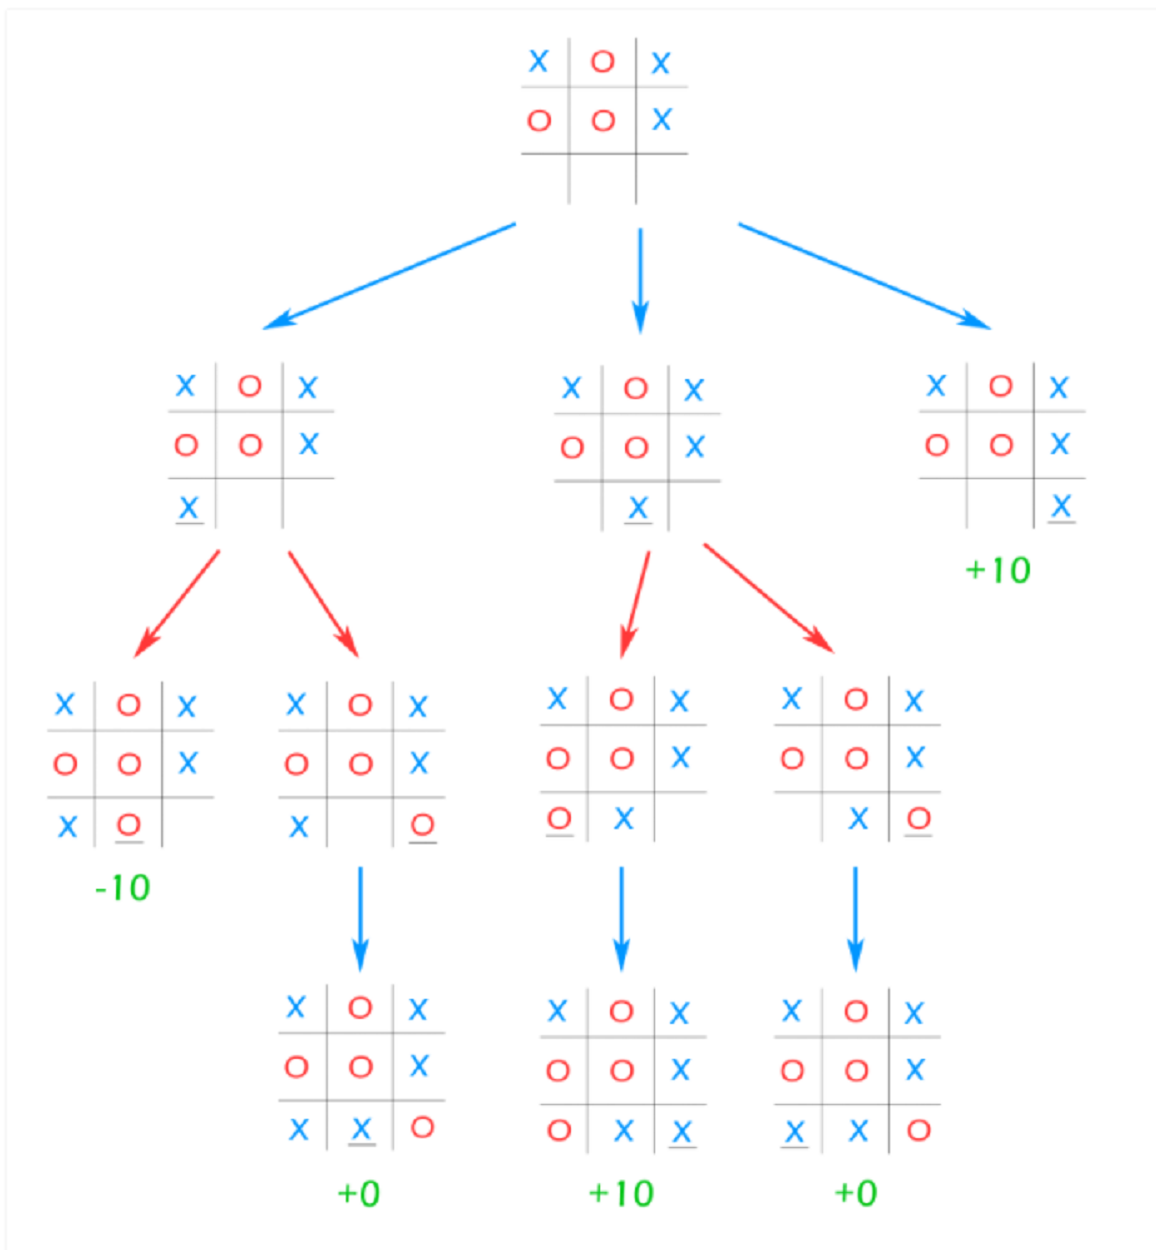 X O X
O O X
X O X X O X X O X
O O X O O X O O X
X X X
+10
X O X X O X X O X X O X
O O X O O X O O X O O X
X O X O O X X O
-10
X O X X O X X O X
O O X O O X O O X
X X O O X X X X O
+0 +10 +0